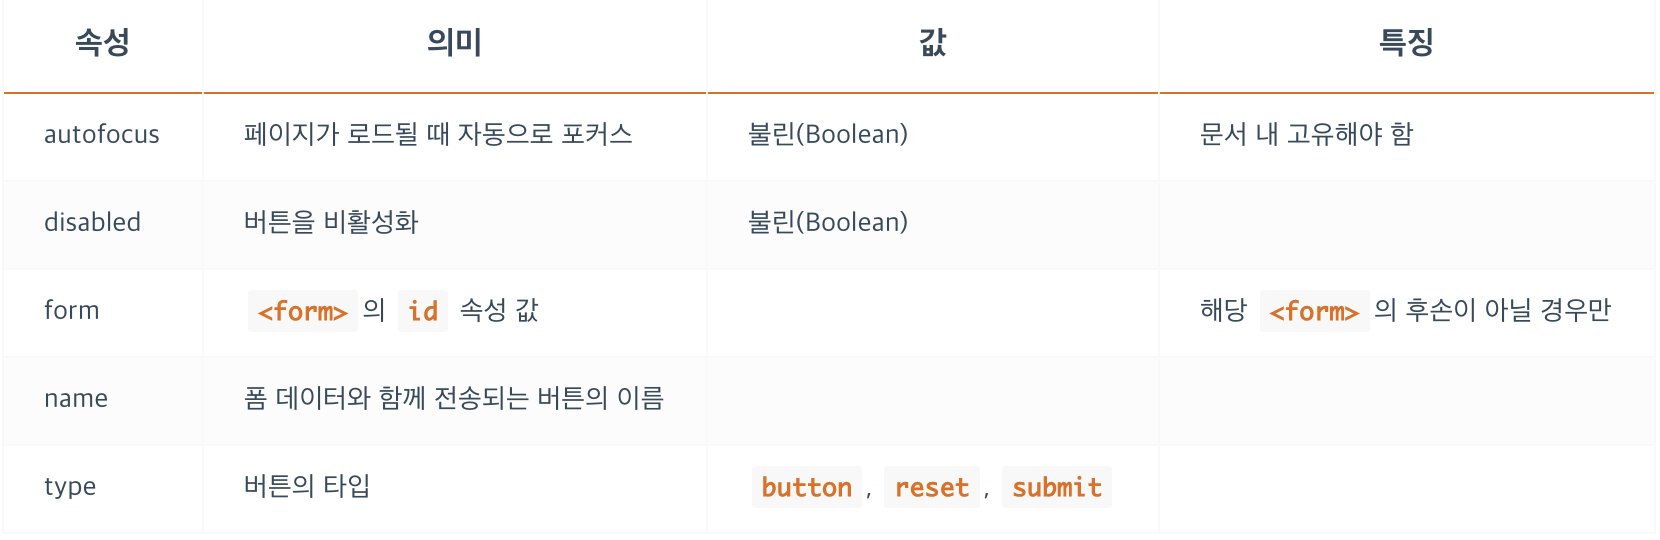 속성 의미 값 특징
autofocus 페이지가 로드될 때 자동으로 포커스 불린(Boolean) 문서 내 고유해야 함
disabled 버튼을 비활성화 불린(Boolean)
form <form>의 id 속성 값 해당 <form>의 후손이 아닐 경우만
name 폼 데이터와 함께 전송되는 버튼의 이름
type 버튼의 타입 button, reset, submit